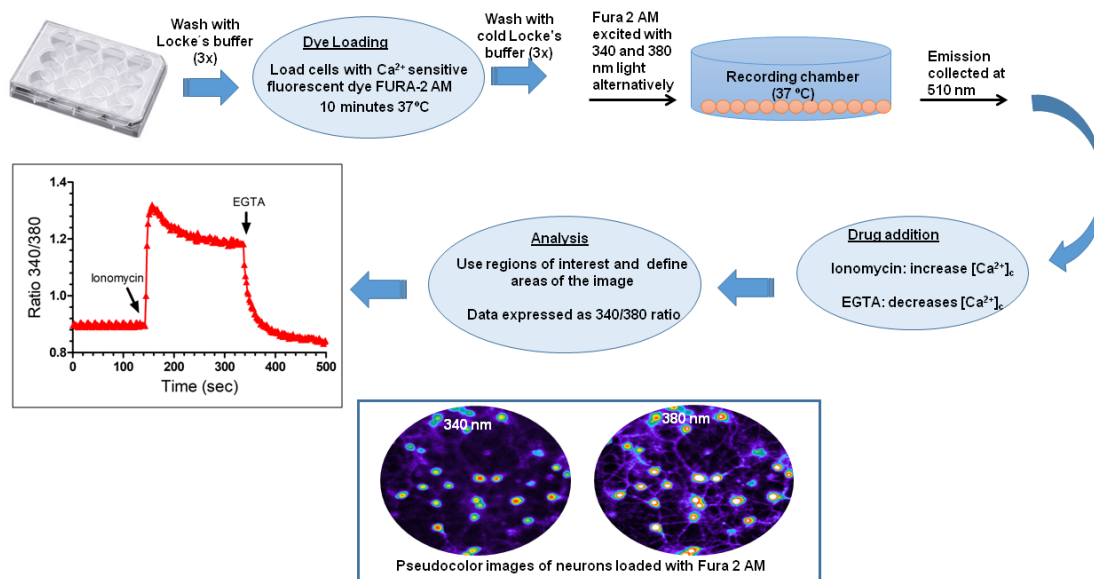 Wash with
Locke's buffer
(3x)
Dye Loading
Load cells with Ca²⁺ sensitive
fluorescent dye FURA-2 AM
10 minutes 37°C
Wash with
cold Locke's
buffer (3x)
Fura 2 AM
excited with
340 and 380
nm light
alternatively
Recording chamber
(37 °C)
Emission
collected at
510 nm
Drug addition
Ionomycin: increase [Ca²⁺]c
EGTA: decreases [Ca²⁺]c
Analysis
Use regions of interest and define
areas of the image
Data expressed as 340/380 ratio
Ratio 340/380
1.4
1.2
1.0
0.8
Ionomycin
EGTA
0
100
200
300
400
500
Time (sec)
340 nm
380 nm
Pseudocolor images of neurons loaded with Fura 2 AM